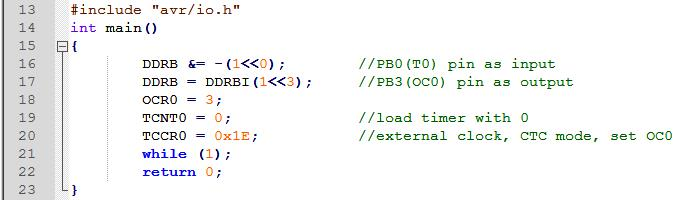 13 #include "avr/io.h"
14 int main()
15 {
16 DDRB &= -(1<<0); //PB0(T0) pin as input
17 DDRB = DDRBI(1<<3); //PB3(OC0) pin as output
18 OCR0 = 3;
19 TCNT0 = 0; //load timer with 0
20 TCCR0 = 0x1E; //external clock, CTC mode, set OC0
21 while (1);
22 return 0;
23 }